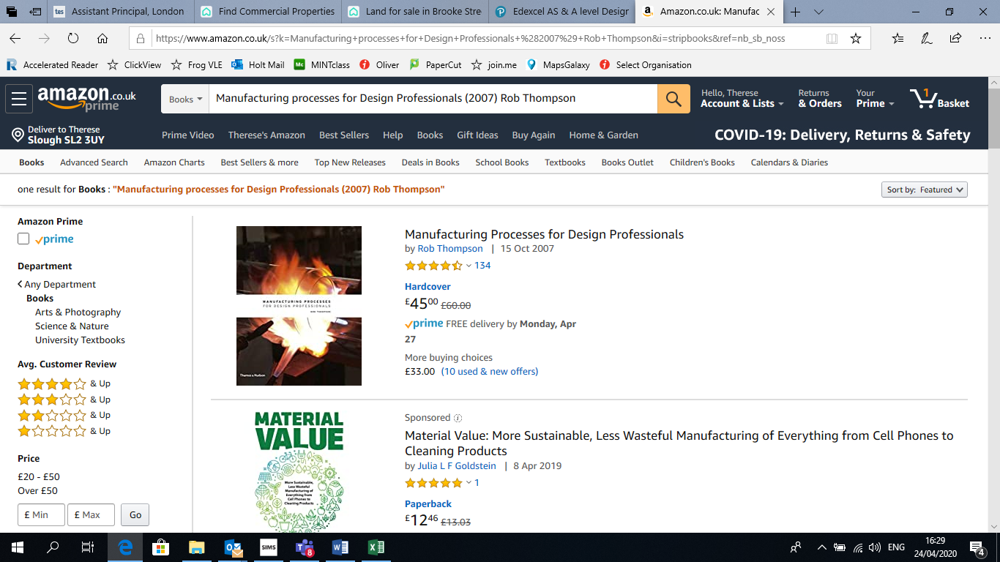 tes Assistant Principal, London
Find Commercial Properties
Land for sale in Brooke Stre
Edexcel AS & A level Design
Amazon.co.uk: Manufac
https://www.amazon.co.uk/s?k=Manufacturing+processes+for+Design+Professionals+%282007%29+Rob+Thompson&i=stripbooks&ref=nb_sb_noss
Accelerated Reader ClickView Frog VLE Holt Mail Mc MINTclass Oliver PaperCut join.me MapsGalaxy Select Organisation
amazon.co.uk
prime
Books
Manufacturing processes for Design Professionals (2007) Rob Thompson
Hello, Therese
Account & Lists
Returns
& Orders
Your
Prime
1
Basket
Deliver to Therese
Slough SL2 3UY
Prime Video Therese's Amazon Best Sellers Help Books Gift Ideas Buy Again Home & Garden
COVID-19: Delivery, Returns & Safety
Books Advanced Search Amazon Charts Best Sellers & more Top New Releases Deals in Books School Books Textbooks Books Outlet Children's Books Calendars & Diaries
one result for Books : "Manufacturing processes for Design Professionals (2007) Rob Thompson"
Sort by: Featured
Amazon Prime
prime
Department
Any Department
Books
Arts & Photography
Science & Nature
University Textbooks
Avg. Customer Review
& Up
& Up
& Up
& Up
Price
£20 - £50
Over £50
£ Min £ Max Go
MANUFACTURING PROCESSES
FOR DESIGN PROFESSIONALS
ROB THOMPSON
Thames & Hudson
Manufacturing Processes for Design Professionals
by Rob Thompson | 15 Oct 2007
134
Hardcover
£4500 £60.00
prime FREE delivery by Monday, Apr
27
More buying choices
£33.00 (10 used & new offers)
MATERIAL
VALUE
More Sustainable,
Less Wasteful
Manufacturing of
Everything from
Cell Phones to
Cleaning Products
Sponsored
Material Value: More Sustainable, Less Wasteful Manufacturing of Everything from Cell Phones to
Cleaning Products
by Julia L F Goldstein | 8 Apr 2019
1
Paperback
£1246 £13.03
SIMS
8
ENG
16:29
24/04/2020
4